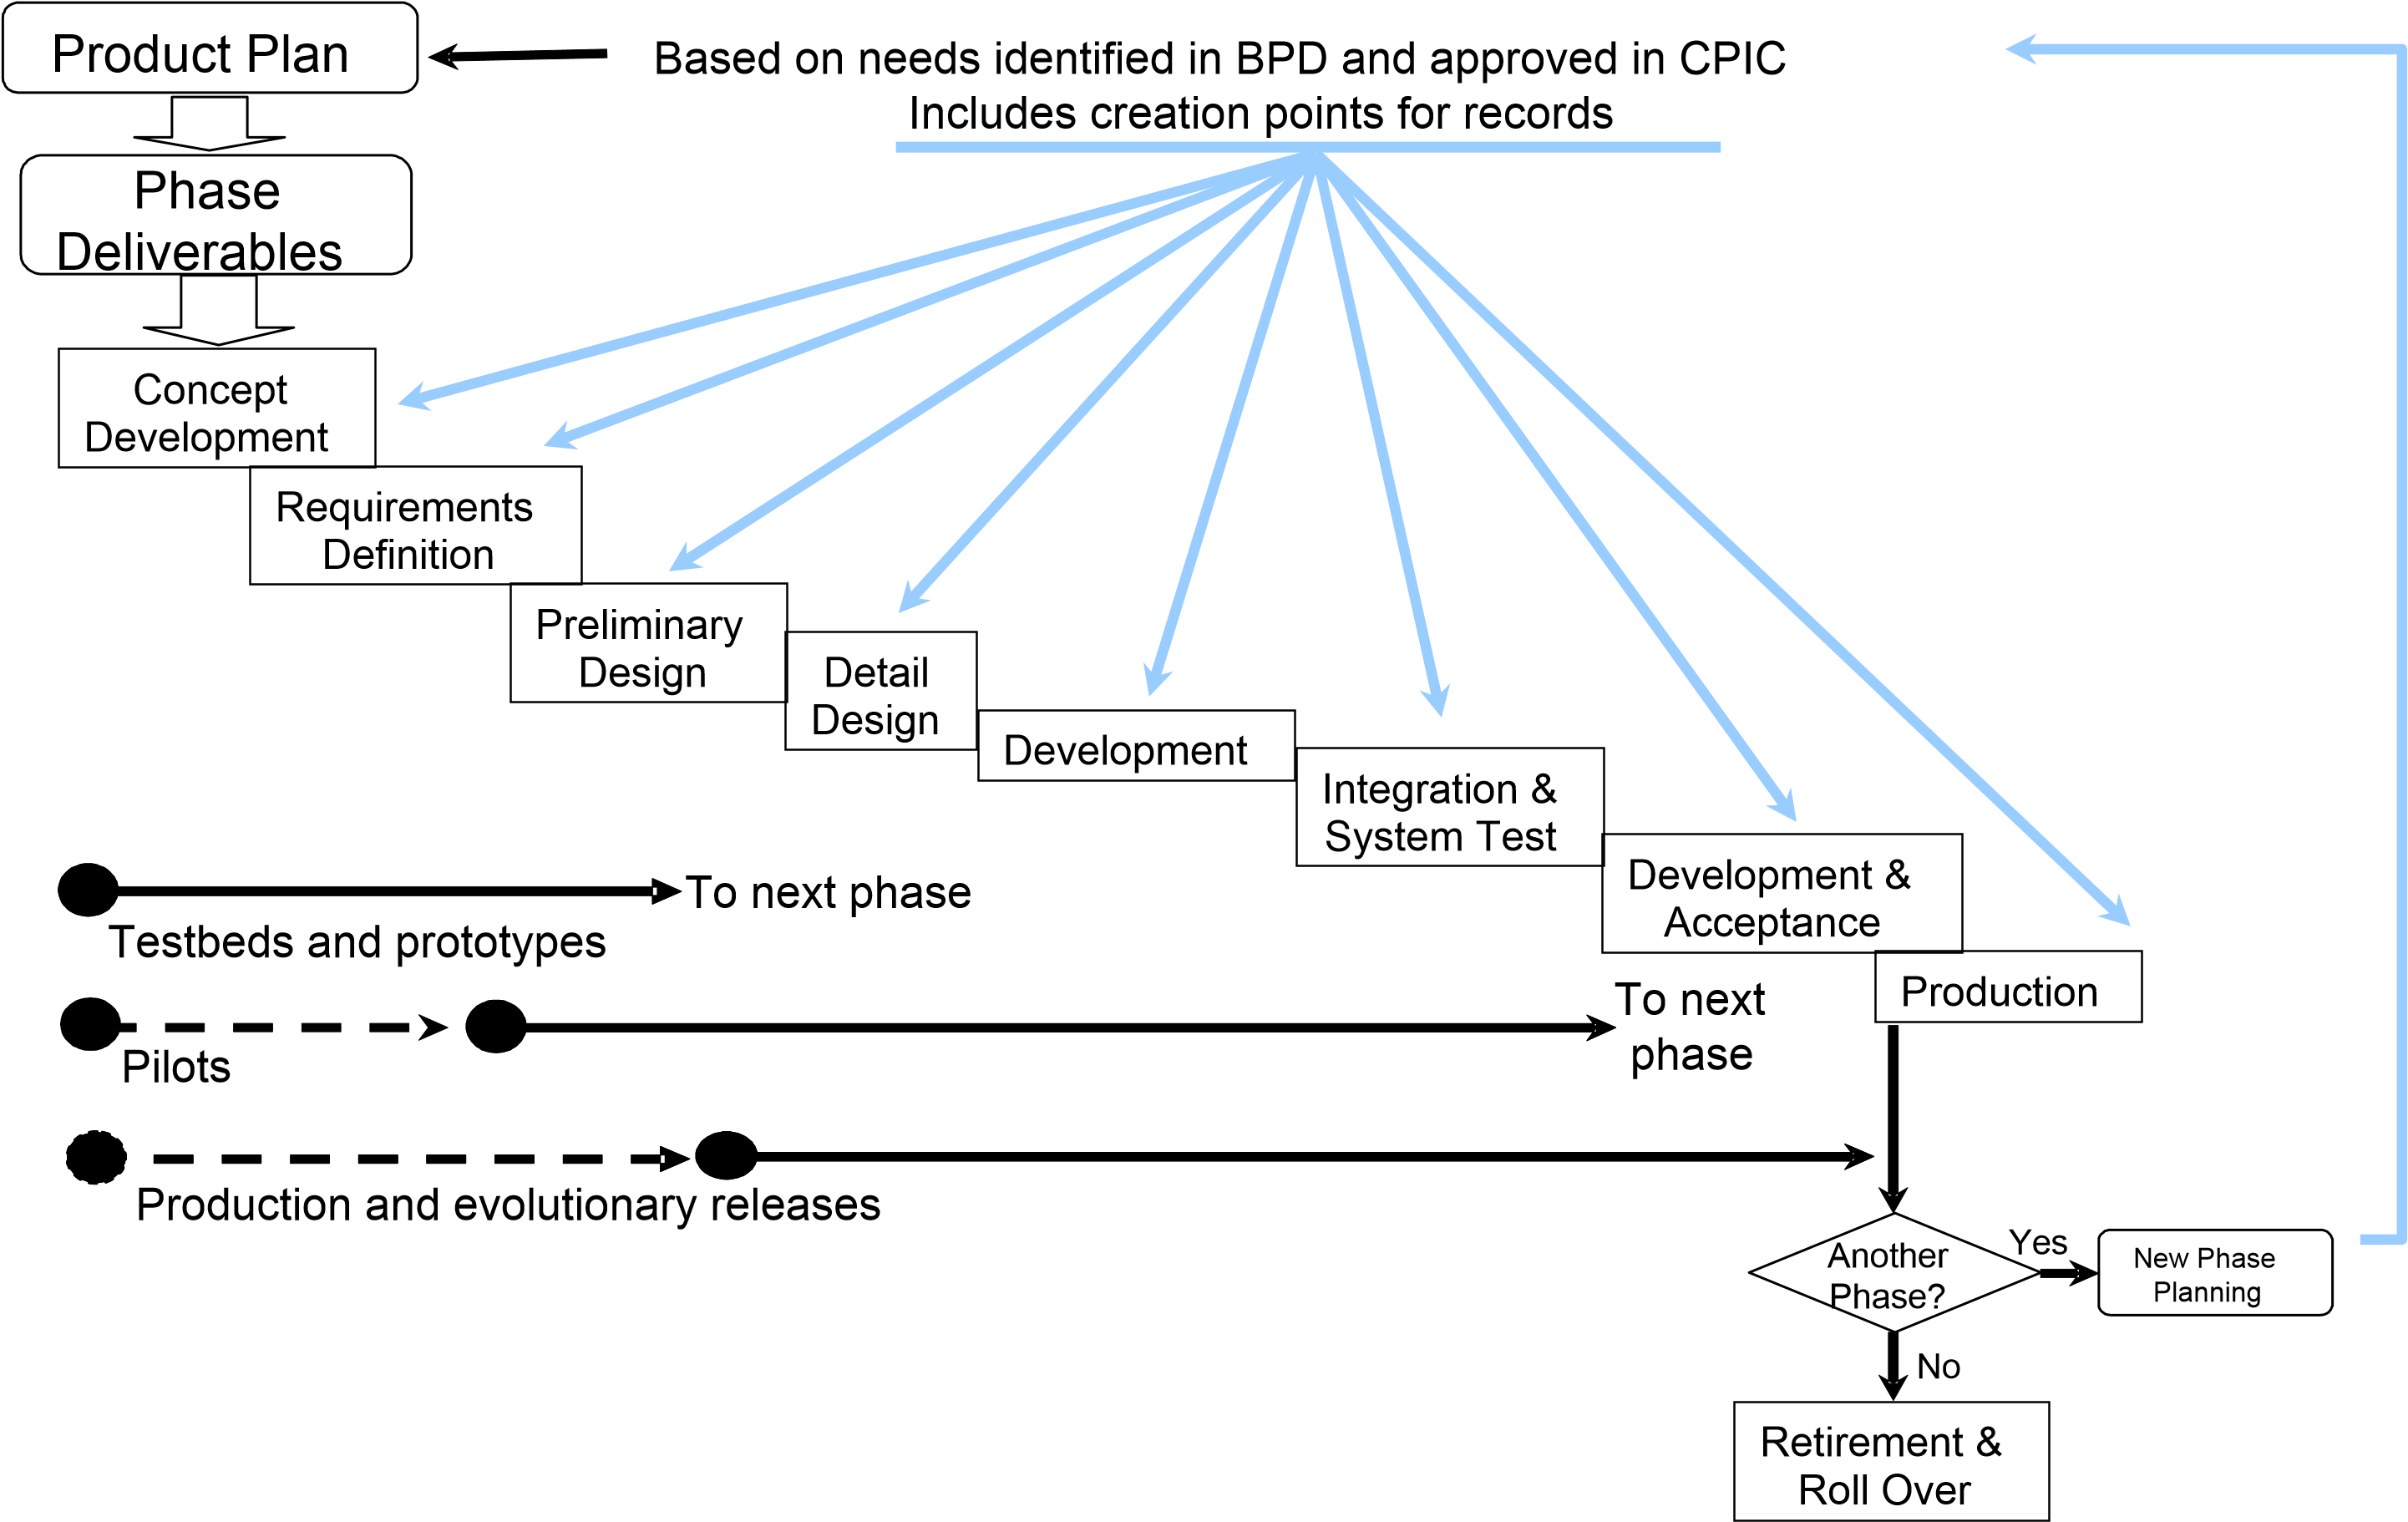 Product Plan
Based on needs identified in BPD and approved in CPIC
Includes creation points for records
Phase
Deliverables
Concept
Development
Requirements
Definition
Preliminary
Design
Detail
Design
Development
Integration &
System Test
Development &
Acceptance
Production
To next phase
Testbeds and prototypes
To next
phase
Pilots
Production and evolutionary releases
Another
Phase?
Yes
New Phase
Planning
No
Retirement &
Roll Over